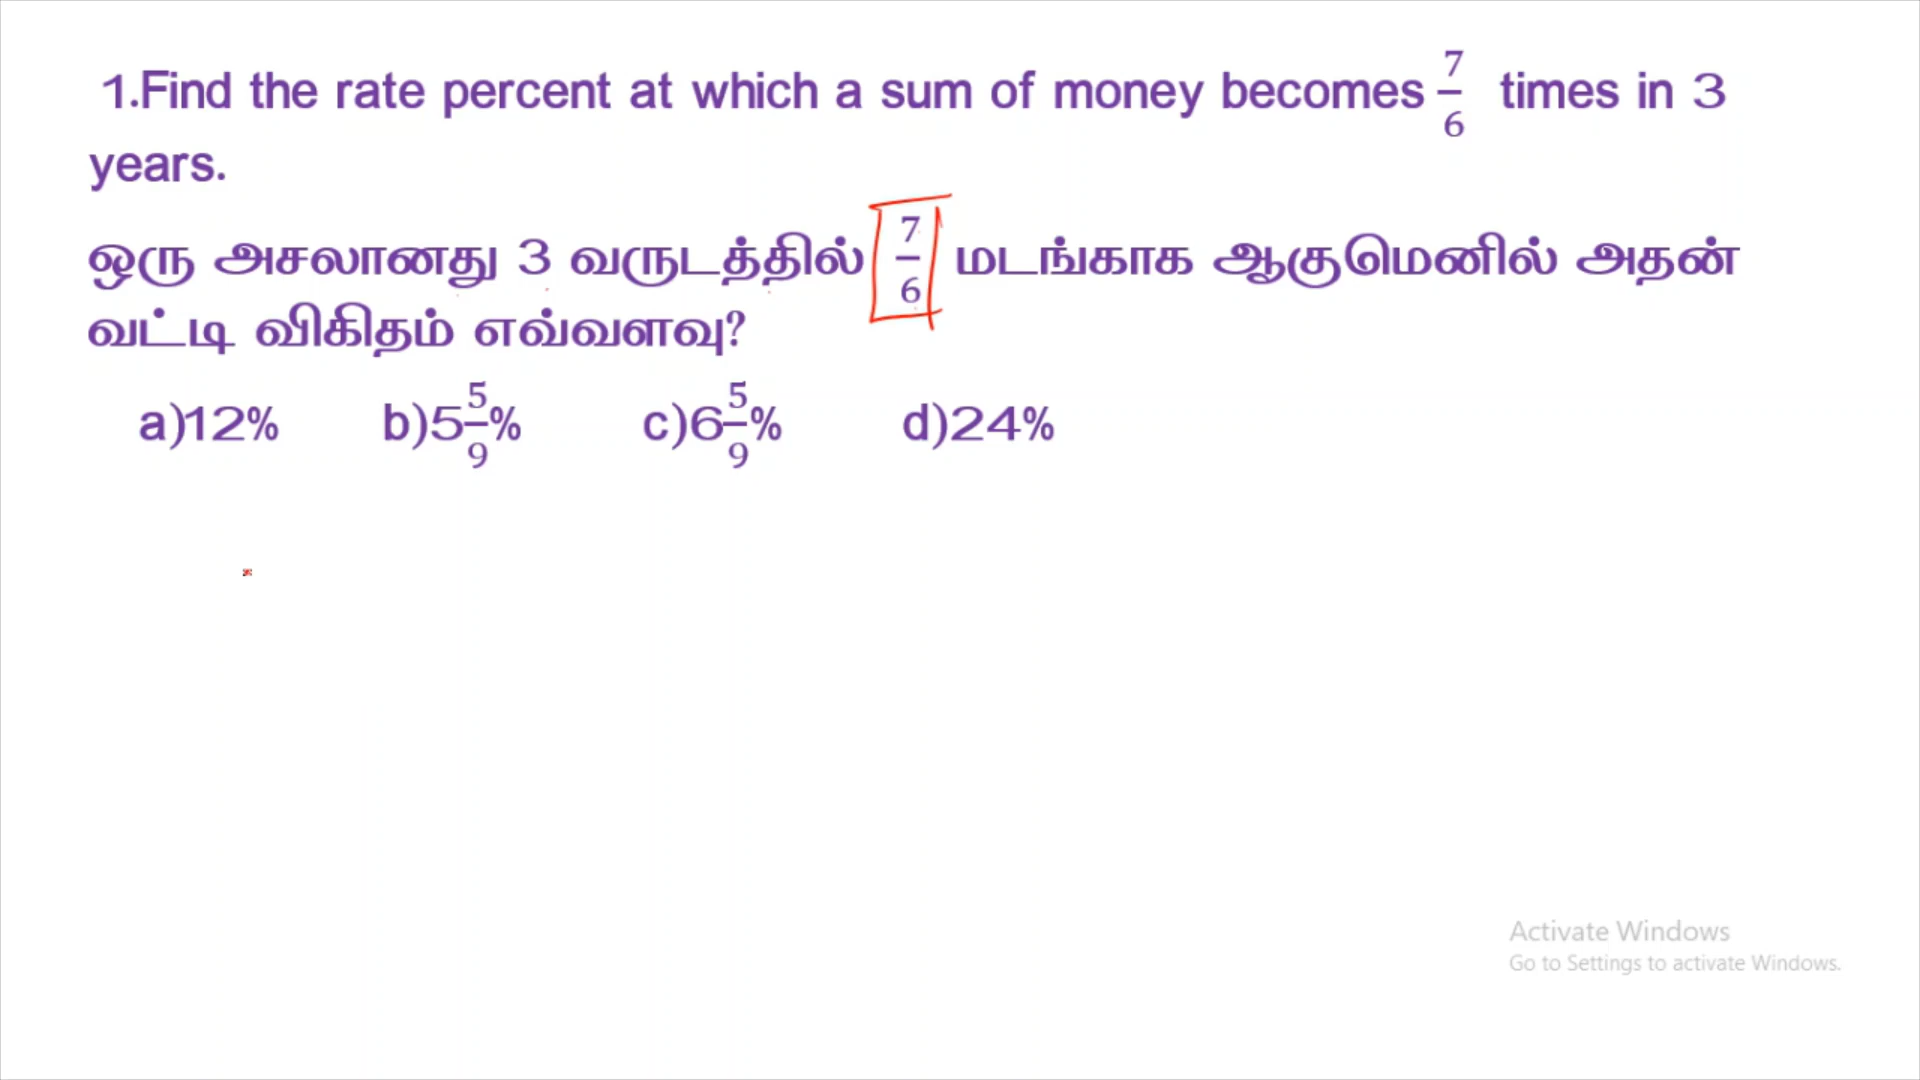 1.Find the rate percent at which a sum of money becomes 7/6 times in 3
years.
ஒரு அசலானது 3 வருடத்தில் 7/6 மடங்காக ஆகுமெனில் அதன்
வட்டி விகிதம் எவ்வளவு?
a)12% b)5 5/9% c)6 5/9% d)24%
Activate Windows
Go to Settings to activate Windows.